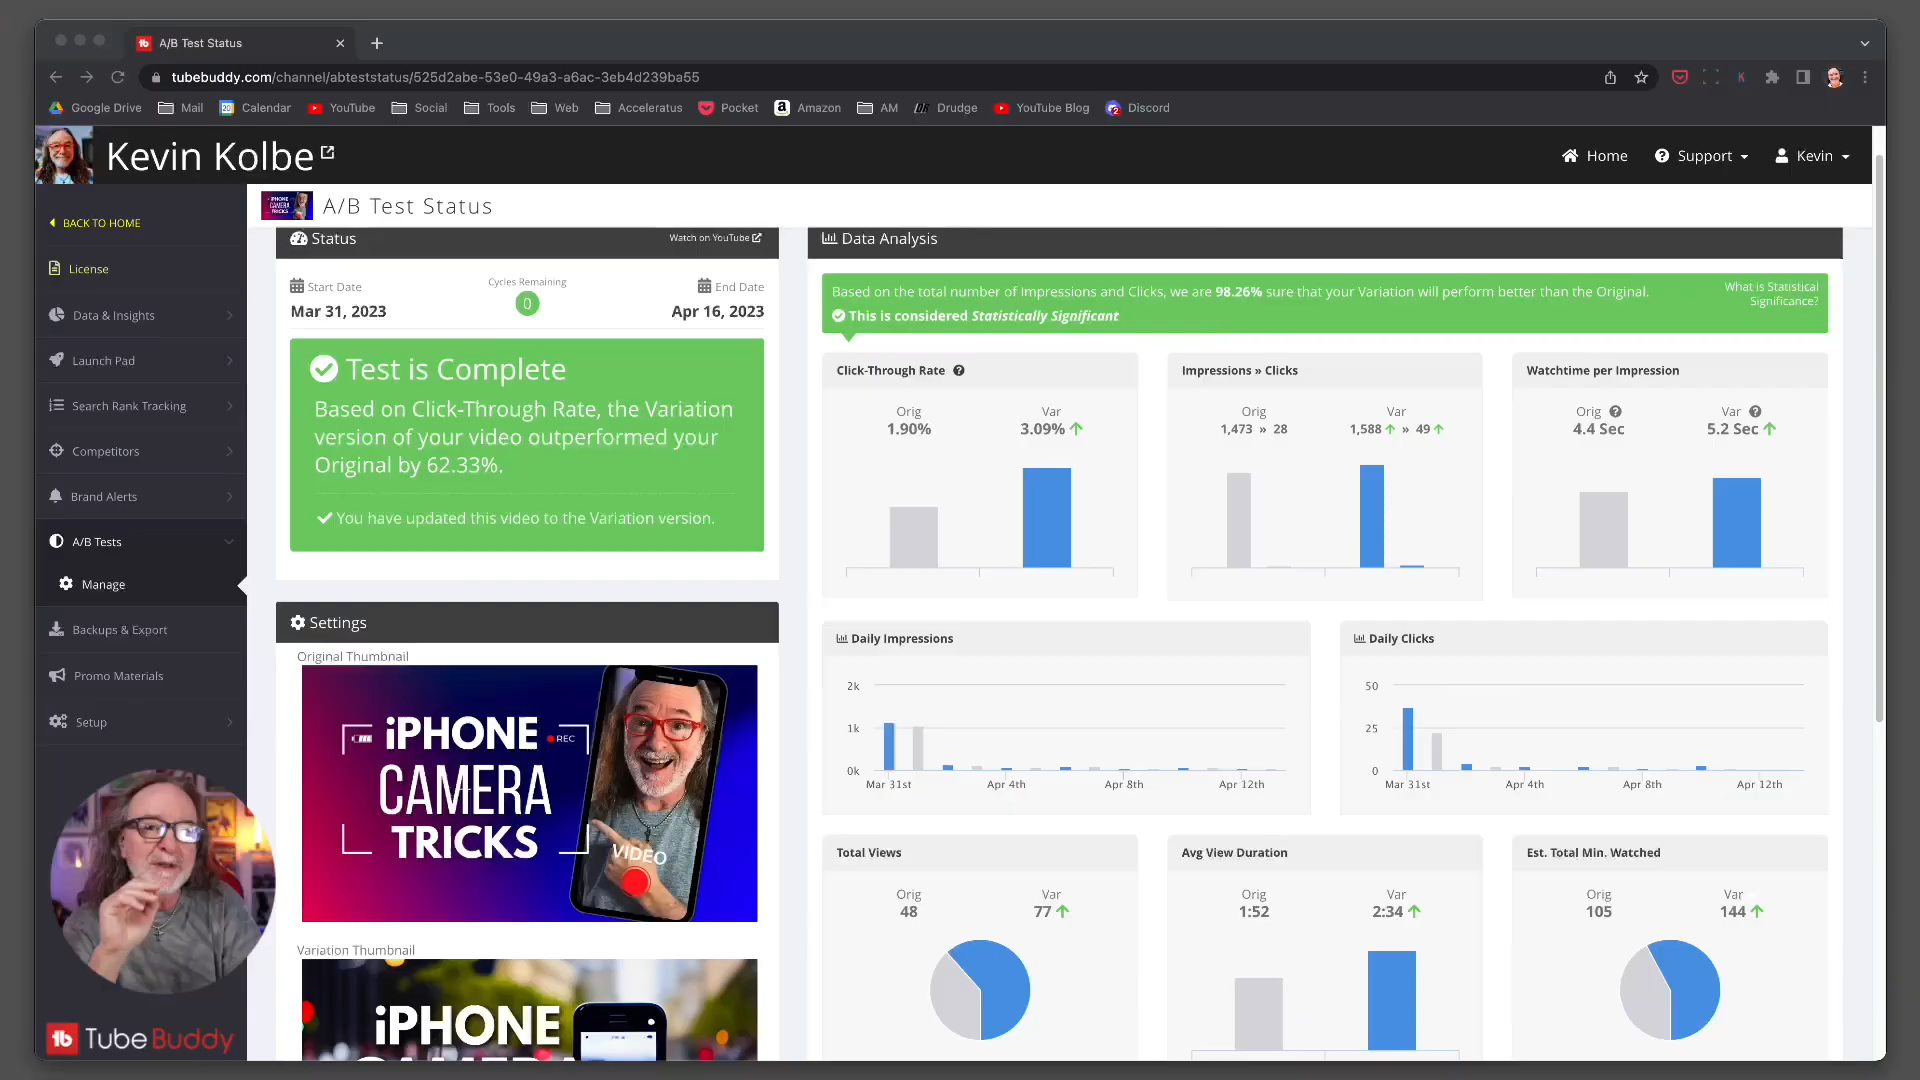 A/B Test Status
tubebuddy.com/channel/abteststatus/525d2abe-53e0-49a3-a6ac-3eb4d239ba55
Google Drive Mail Calendar YouTube Social Tools Web Acceleratus Pocket Amazon AM Drudge YouTube Blog Discord
Kevin Kolbe
Home Support Kevin
BACK TO HOME
License
Data & Insights
Launch Pad
Search Rank Tracking
Competitors
Brand Alerts
A/B Tests
Manage
Backups & Export
Promo Materials
Setup
TubeBuddy
A/B Test Status
Status
Watch on YouTube
Start Date
Mar 31, 2023
Cycles Remaining
0
End Date
Apr 16, 2023
Test is Complete
Based on Click-Through Rate, the Variation
version of your video outperformed your
Original by 62.33%.
You have updated this video to the Variation version.
Settings
Original Thumbnail
iPHONE
REC
CAMERA
TRICKS
VIDEO
Variation Thumbnail
iPHONE
Data Analysis
Based on the total number of Impressions and Clicks, we are 98.26% sure that your Variation will perform better than the Original.
This is considered Statistically Significant
What is Statistical
Significance?
Click-Through Rate
Orig Var
1.90% 3.09%
Impressions » Clicks
Orig Var
1,473 » 28 1,588 » 49
Watchtime per Impression
Orig Var
4.4 Sec 5.2 Sec
Daily Impressions
2k
1k
0k
Mar 31st Apr 4th Apr 8th Apr 12th
Daily Clicks
50
25
0
Mar 31st Apr 4th Apr 8th Apr 12th
Total Views
Orig Var
48 77
Avg View Duration
Orig Var
1:52 2:34
Est. Total Min. Watched
Orig Var
105 144